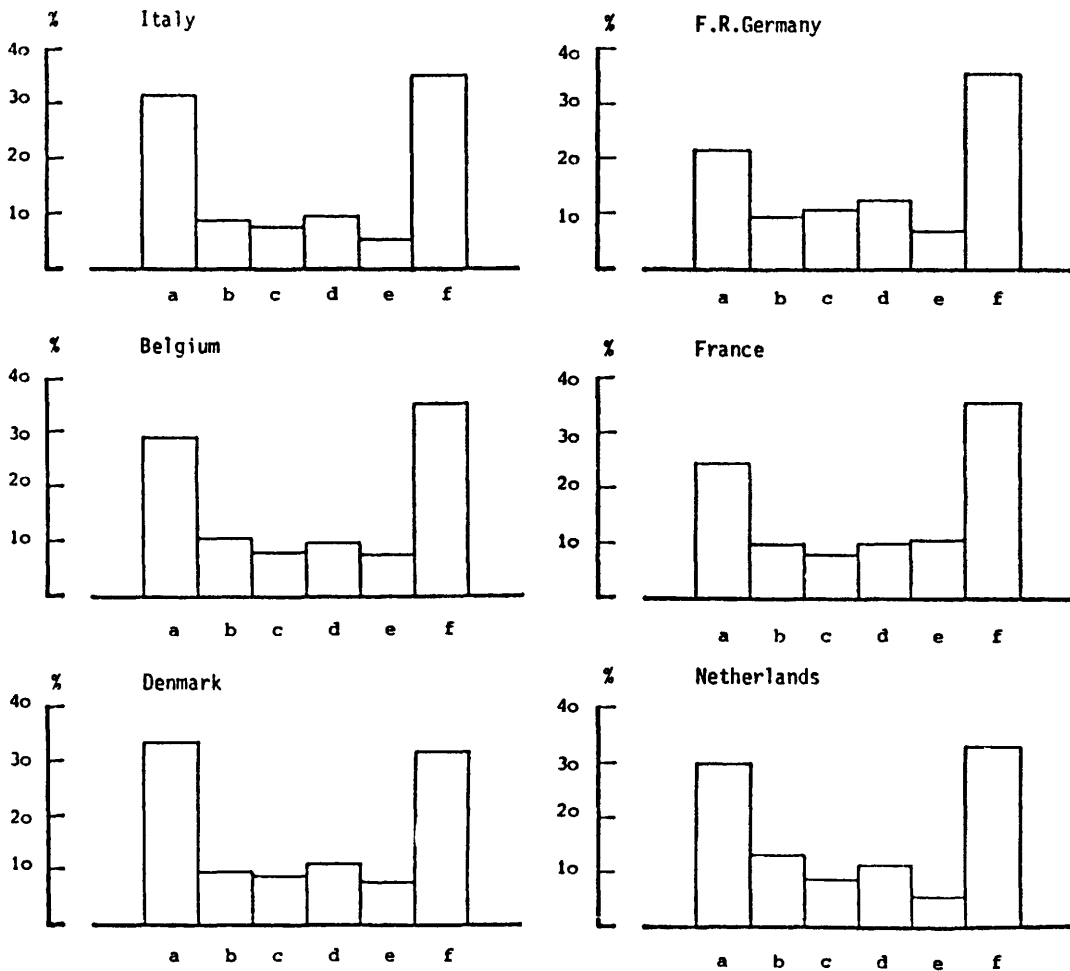 % Italy
4o
3o
2o
1o
a b c d e f
% F.R.Germany
4o
3o
2o
1o
a b c d e f
% Belgium
4o
3o
2o
1o
a b c d e f
% France
4o
3o
2o
1o
a b c d e f
% Denmark
4o
3o
2o
1o
a b c d e f
% Netherlands
4o
3o
2o
1o
a b c d e f